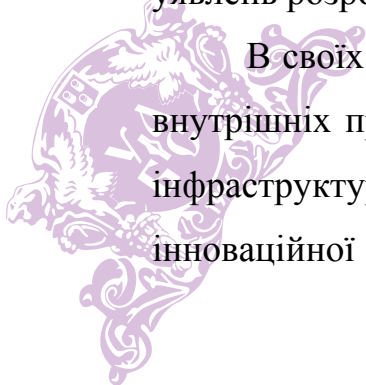 уявлень розро
В своїх
внутрішніх п
інфраструкту
інноваційної